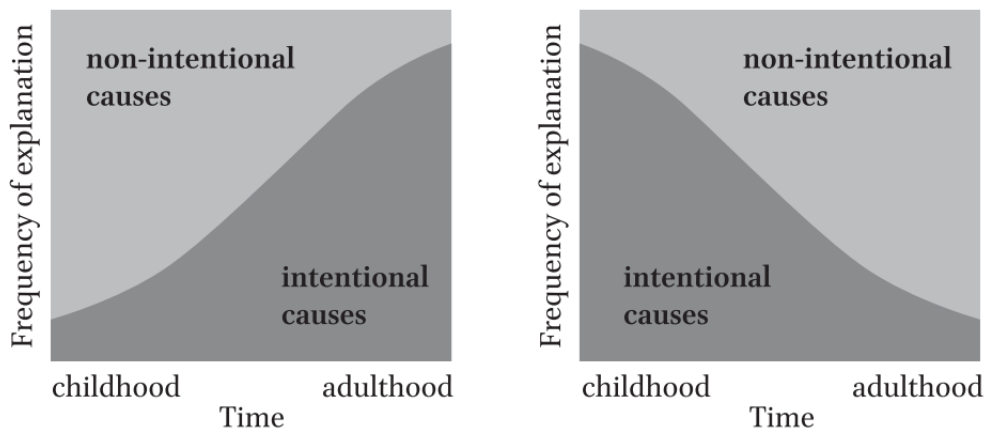 Frequency of explanation
non-intentional
causes
intentional
causes
childhood adulthood
Time
Frequency of explanation
non-intentional
causes
intentional
causes
childhood adulthood
Time